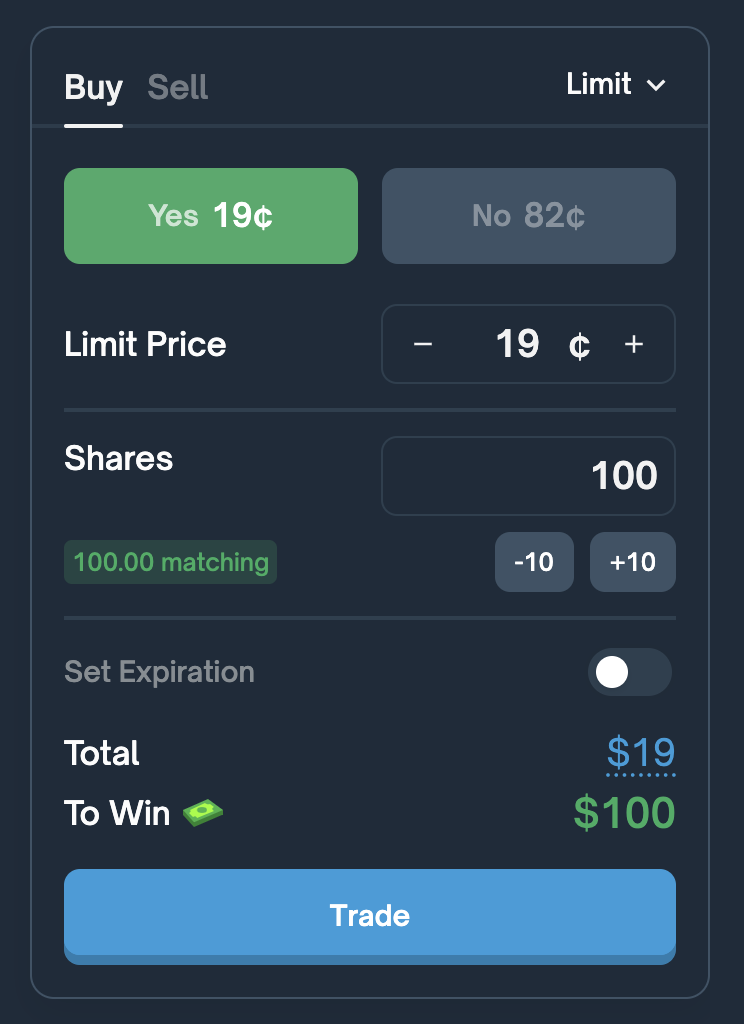 Buy Sell Limit
Yes 19¢ No 82¢
Limit Price − 19 ¢ +
Shares 100
100.00 matching -10 +10
Set Expiration
Total $19
To Win 💵 $100
Trade